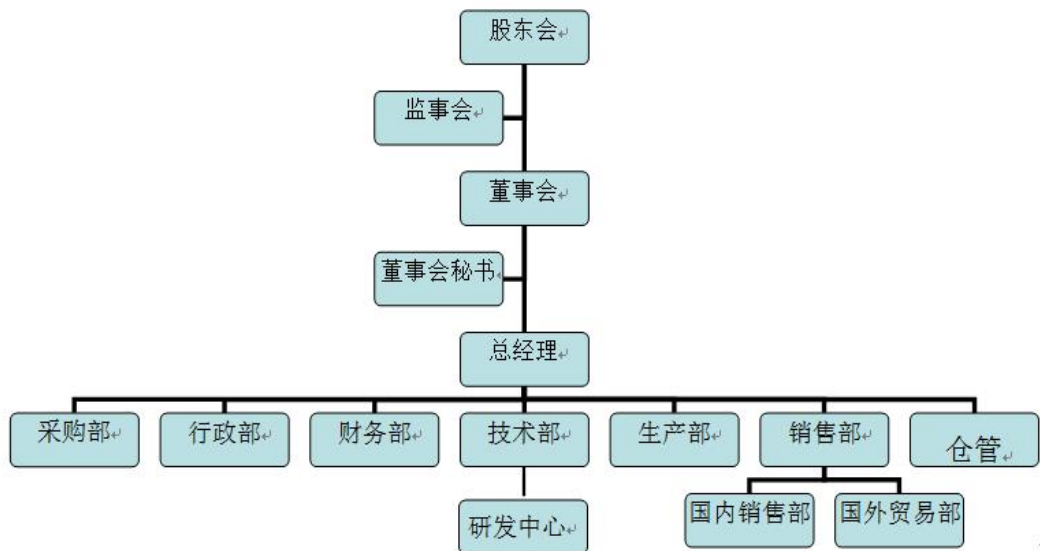 股东会
监事会
董事会
董事会秘书
总经理
采购部
行政部
财务部
技术部
生产部
销售部
仓管
研发中心
国内销售部
国外贸易部